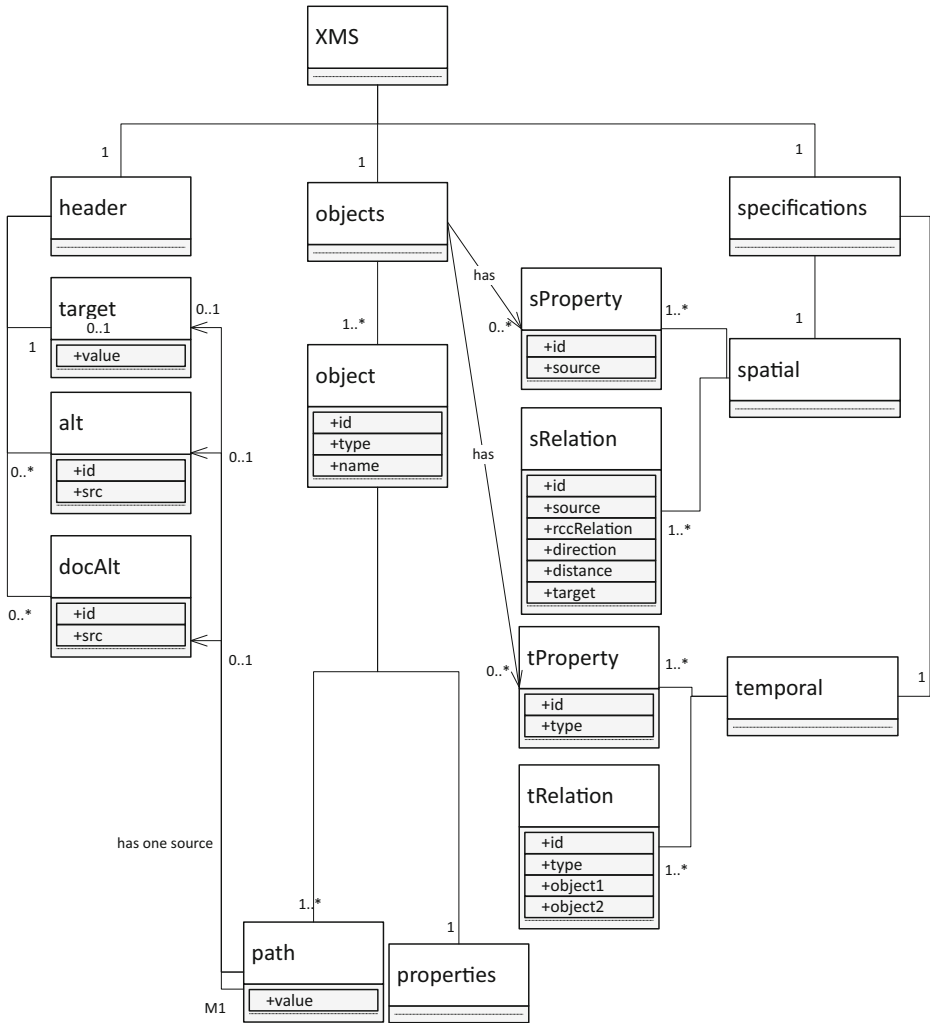 XMS
1
1
1
header
objects
specifications
has
target
0..1
0..1
1
+value
1..*
0..*
sProperty
+id
+source
1..*
1
spatial
object
+id
+type
+name
alt
+id
+src
0..*
0..1
has
sRelation
+id
+source
+rccRelation
+direction
+distance
+target
1..*
docAlt
+id
+src
0..*
0..1
0..*
tProperty
+id
+type
1..*
temporal
1
tRelation
+id
+type
+object1
+object2
1..*
has one source
1..*
1
path
+value
M1
properties